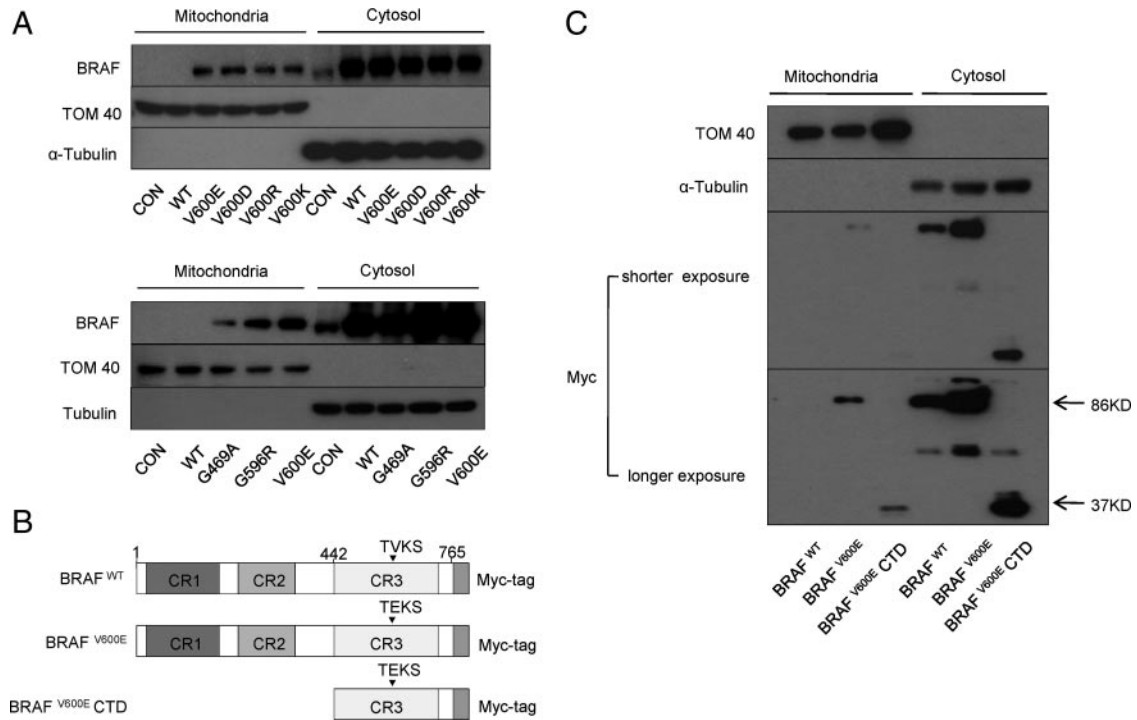 A
Mitochondria Cytosol
BRAF
TOM 40
α-Tubulin
CON WT V600E V600D V600R V600K CON WT V600E V600D V600R V600K
Mitochondria Cytosol
BRAF
TOM 40
Tubulin
CON WT G469A G596R V600E CON WT G469A G596R V600E
B
1 442 TVKS 765
BRAF WT CR1 CR2 CR3 Myc-tag
TEKS
BRAF V600E CR1 CR2 CR3 Myc-tag
TEKS
BRAF V600E CTD CR3 Myc-tag
C
Mitochondria Cytosol
TOM 40
α-Tubulin
shorter exposure
Myc
86KD
longer exposure
37KD
BRAF WT BRAF V600E BRAF V600E CTD BRAF WT BRAF V600E BRAF V600E CTD